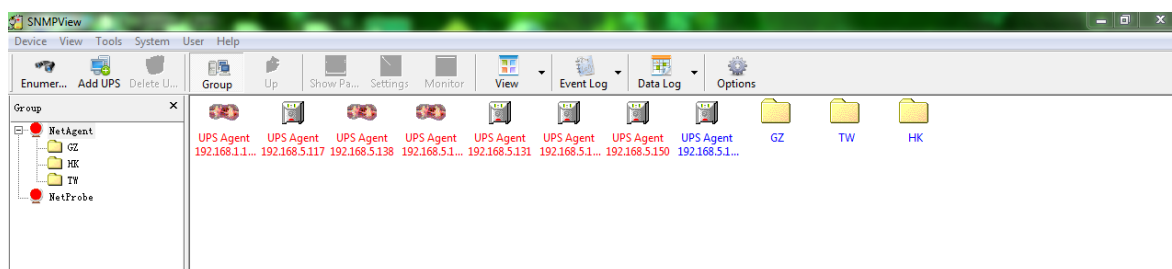 SNMPView
Device View Tools System User Help
Enumer... Add UPS Delete U... Group Up Show Pa... Settings Monitor View Event Log Data Log Options
Group
NetAgent
GZ
HK
TW
NetProbe
UPS Agent UPS Agent UPS Agent UPS Agent UPS Agent UPS Agent UPS Agent UPS Agent GZ TW HK
192.168.1.1... 192.168.5.117 192.168.5.138 192.168.5.1... 192.168.5.131 192.168.5.1... 192.168.5.150 192.168.5.1...